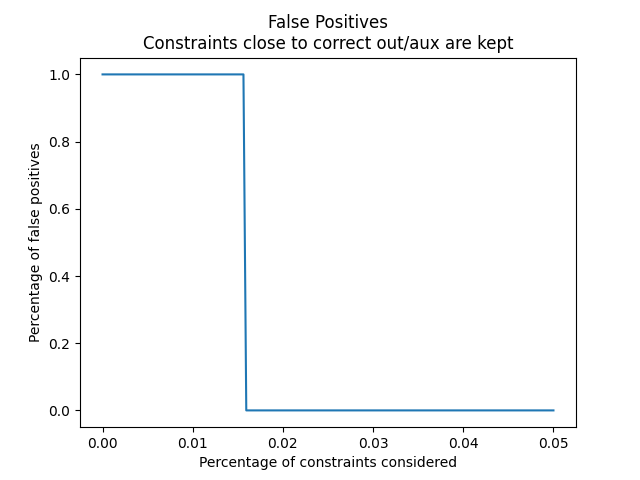 False Positives
Constraints close to correct out/aux are kept
Percentage of false positives
1.0
0.8
0.6
0.4
0.2
0.0
0.00 0.01 0.02 0.03 0.04 0.05
Percentage of constraints considered